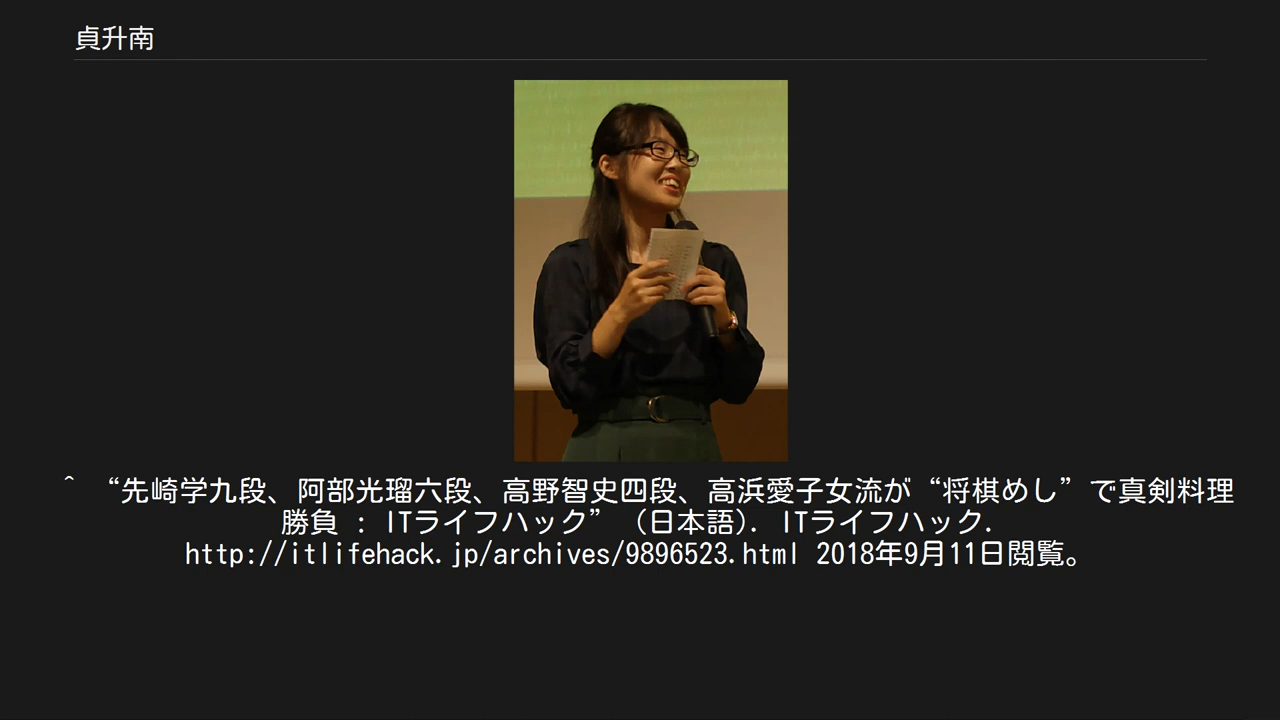 貞升南
^ “先崎学九段、阿部光瑠六段、高野智史四段、高浜愛子女流が“将棋めし”で真剣料理
勝負 : ITライフハック” (日本語). ITライフハック.
http://itlifehack.jp/archives/9896523.html 2018年9月11日閲覧。